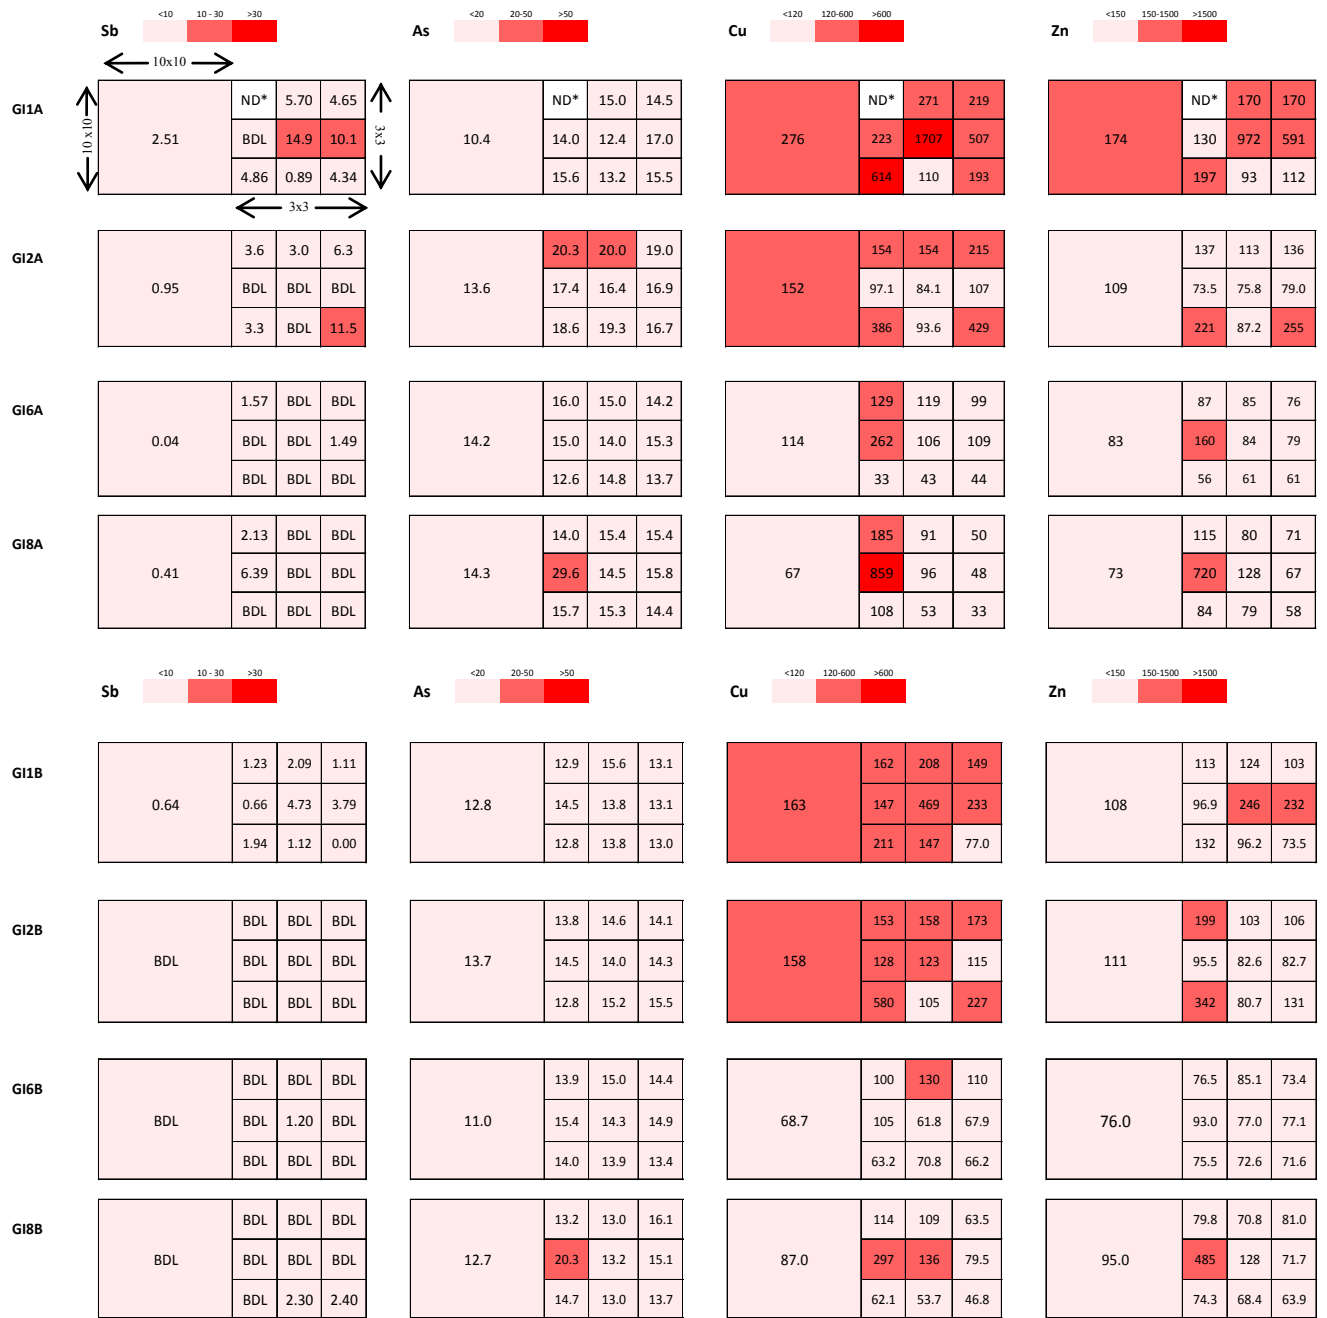 Sb <10 10 - 30 >30 As <20 20-50 >50 Cu <120 120-600 >600 Zn <150 150-1500 >1500
10x10
GI1A
10 x10
3x3
ND* 5.70 4.65 ND* 15.0 14.5 ND* 271 219 ND* 170 170
2.51 BDL 14.9 10.1 10.4 14.0 12.4 17.0 276 223 1707 507 174 130 972 591
4.86 0.89 4.34 15.6 13.2 15.5 614 110 193 197 93 112
3x3
GI2A
3.6 3.0 6.3 20.3 20.0 19.0 154 154 215 137 113 136
0.95 BDL BDL BDL 13.6 17.4 16.4 16.9 152 97.1 84.1 107 109 73.5 75.8 79.0
3.3 BDL 11.5 18.6 19.3 16.7 386 93.6 429 221 87.2 255
GI6A
1.57 BDL BDL 16.0 15.0 14.2 129 119 99 87 85 76
0.04 BDL BDL 1.49 14.2 15.0 14.0 15.3 114 262 106 109 83 160 84 79
BDL BDL BDL 12.6 14.8 13.7 33 43 44 56 61 61
GI8A
2.13 BDL BDL 14.0 15.4 15.4 185 91 50 115 80 71
0.41 6.39 BDL BDL 14.3 29.6 14.5 15.8 67 859 96 48 73 720 128 67
BDL BDL BDL 15.7 15.3 14.4 108 53 33 84 79 58
Sb <10 10 - 30 >30 As <20 20-50 >50 Cu <120 120-600 >600 Zn <150 150-1500 >1500
GI1B
1.23 2.09 1.11 12.9 15.6 13.1 162 208 149 113 124 103
0.64 0.66 4.73 3.79 12.8 14.5 13.8 13.1 163 147 469 233 108 96.9 246 232
1.94 1.12 0.00 12.8 13.8 13.0 211 147 77.0 132 96.2 73.5
GI2B
BDL BDL BDL 13.8 14.6 14.1 153 158 173 199 103 106
BDL BDL BDL BDL 13.7 14.5 14.0 14.3 158 128 123 115 111 95.5 82.6 82.7
BDL BDL BDL 12.8 15.2 15.5 580 105 227 342 80.7 131
GI6B
BDL BDL BDL 13.9 15.0 14.4 100 130 110 76.5 85.1 73.4
BDL BDL 1.20 BDL 11.0 15.4 14.3 14.9 68.7 105 61.8 67.9 76.0 93.0 77.0 77.1
BDL BDL BDL 14.0 13.9 13.4 63.2 70.8 66.2 75.5 72.6 71.6
GI8B
BDL BDL BDL 13.2 13.0 16.1 114 109 63.5 79.8 70.8 81.0
BDL BDL BDL BDL 12.7 20.3 13.2 15.1 87.0 297 136 79.5 95.0 485 128 71.7
BDL 2.30 2.40 14.7 13.0 13.7 62.1 53.7 46.8 74.3 68.4 63.9